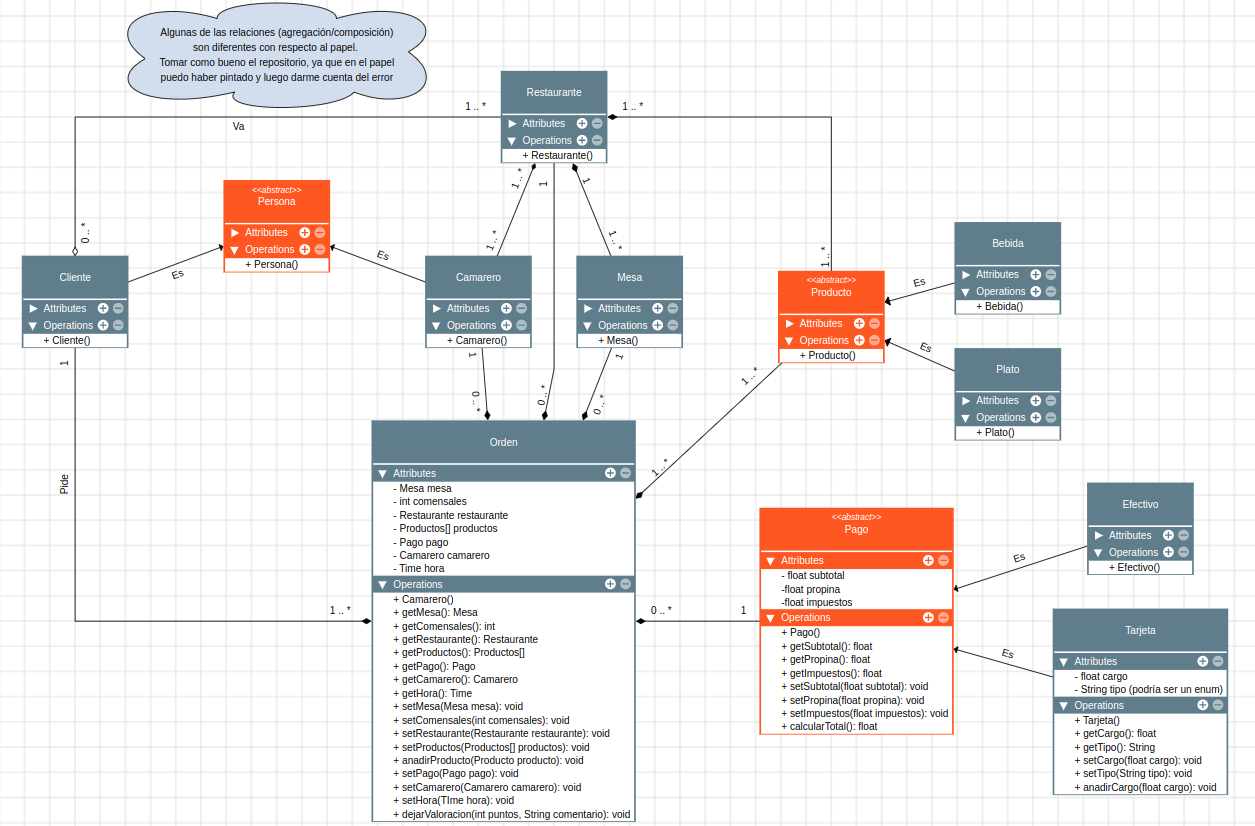 Algunas de las relaciones (agregación/composición)
son diferentes con respecto al papel.
Tomar como bueno el repositorio, ya que en el papel
puedo haber pintado y luego darme cuenta del error
Restaurante
Attributes
Operations
+ Restaurante()
1 .. *
Va
0 .. *
1 .. *
1 .. *
<<abstract>>
Persona
Attributes
Operations
+ Persona()
Es
Es
1 .. *
1 .. *
1
0 .. *
1
1 .. *
Cliente
Attributes
Operations
+ Cliente()
Camarero
Attributes
Operations
+ Camarero()
Mesa
Attributes
Operations
+ Mesa()
<<abstract>>
Producto
Attributes
Operations
+ Producto()
Bebida
Attributes
Operations
+ Bebida()
Es
Es
Plato
Attributes
Operations
+ Plato()
1
Pide
1 .. *
1
0 .. *
1
0 .. *
1 .. *
1 .. *
Orden
Attributes
- Mesa mesa
- int comensales
- Restaurante restaurante
- Productos[] productos
- Pago pago
- Camarero camarero
- Time hora
Operations
+ Camarero()
+ getMesa(): Mesa
+ getComensales(): int
+ getRestaurante(): Restaurante
+ getProductos(): Productos[]
+ getPago(): Pago
+ getCamarero(): Camarero
+ getHora(): Time
+ setMesa(Mesa mesa): void
+ setComensales(int comensales): void
+ setRestaurante(Restaurante restaurante): void
+ setProductos(Productos[] productos): void
+ anadirProducto(Producto producto): void
+ setPago(Pago pago): void
+ setCamarero(Camarero camarero): void
+ setHora(TIme hora): void
+ dejarValoracion(int puntos, String comentario): void
0 .. *
1
<<abstract>>
Pago
Attributes
- float subtotal
-float propina
-float impuestos
Operations
+ Pago()
+ getSubtotal(): float
+ getPropina(): float
+ getImpuestos(): float
+ setSubtotal(float subtotal): void
+ setPropina(float propina): void
+ setImpuestos(float impuestos): void
+ calcularTotal(): float
Es
Es
Efectivo
Attributes
Operations
+ Efectivo()
Tarjeta
Attributes
- float cargo
- String tipo (podría ser un enum)
Operations
+ Tarjeta()
+ getCargo(): float
+ getTipo(): String
+ setCargo(float cargo): void
+ setTipo(String tipo): void
+ anadirCargo(float cargo): void